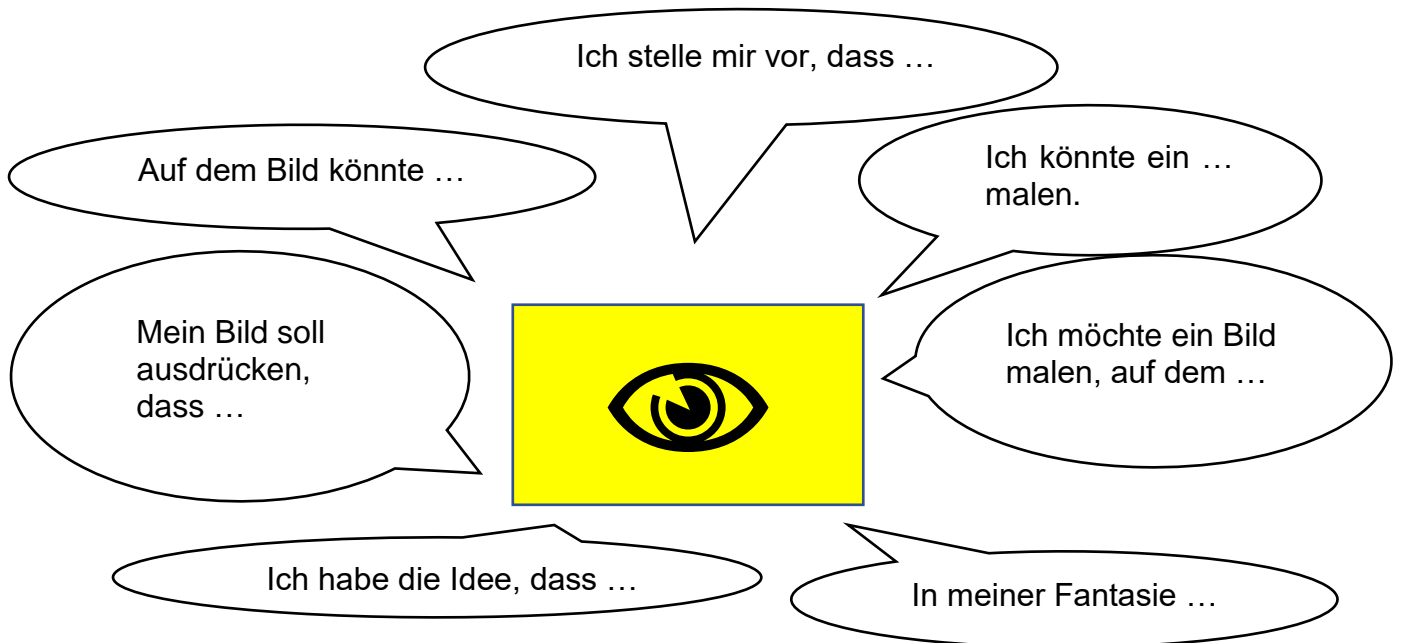 Ich stelle mir vor, dass …
Auf dem Bild könnte …
Ich könnte ein …
malen.
Mein Bild soll
ausdrücken,
dass …
Ich möchte ein Bild
malen, auf dem …
Ich habe die Idee, dass …
In meiner Fantasie …